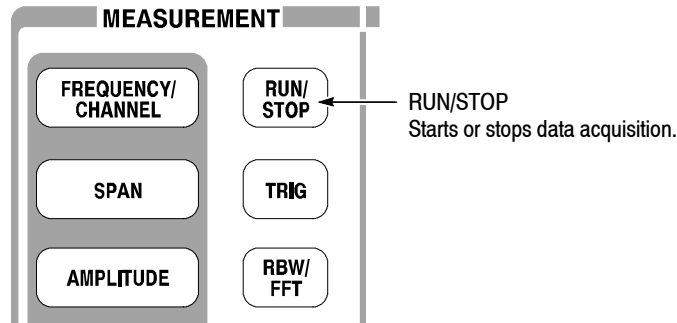 MEASUREMENT
FREQUENCY/
CHANNEL
RUN/
STOP
RUN/STOP
Starts or stops data acquisition.
SPAN
TRIG
AMPLITUDE
RBW/
FFT